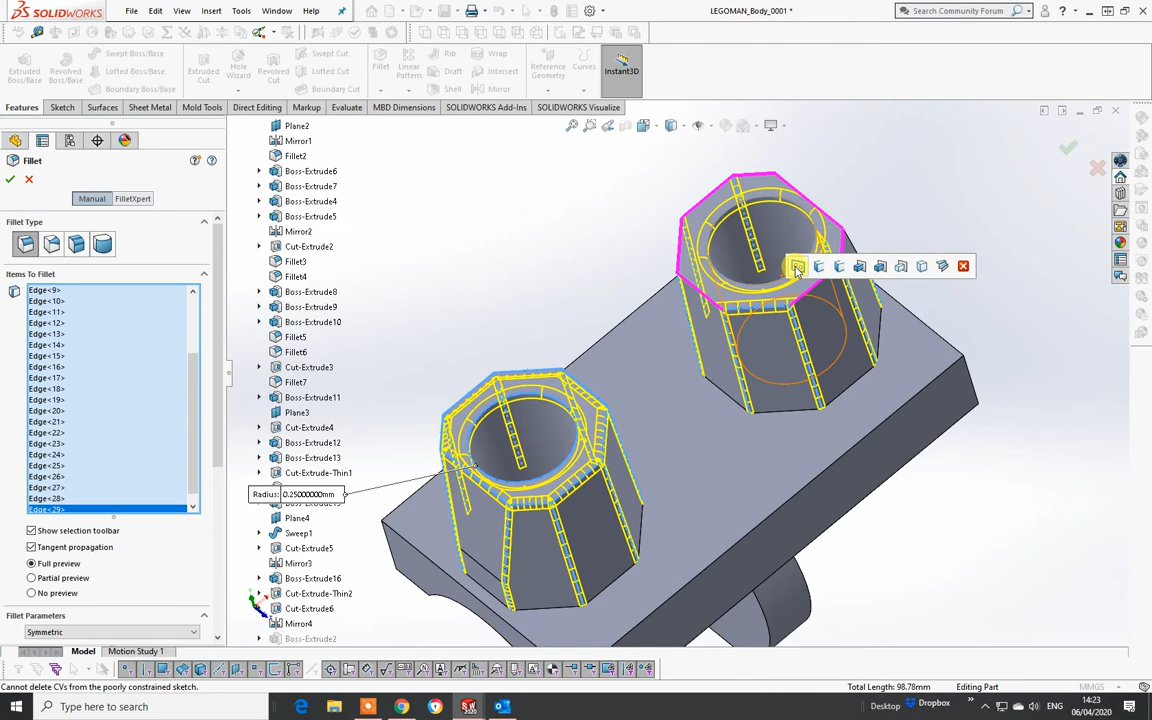 SOLIDWORKS File Edit View Insert Tools Window Help LEGOMAN_Body_0001 * Search Community Forum
Extruded Boss/Base Revolved Boss/Base Swept Boss/Base Lofted Boss/Base Boundary Boss/Base Extruded Cut Hole Wizard Revolved Cut Swept Cut Lofted Cut Boundary Cut Fillet Linear Pattern Rib Draft Shell Wrap Intersect Mirror Reference Geometry Curves Instant3D
Features Sketch Surfaces Sheet Metal Mold Tools Direct Editing Markup Evaluate MBD Dimensions SOLIDWORKS Add-Ins SOLIDWORKS Visualize
Fillet
Manual FilletXpert
Fillet Type
Items To Fillet
Edge<9>
Edge<10>
Edge<11>
Edge<12>
Edge<13>
Edge<14>
Edge<15>
Edge<16>
Edge<17>
Edge<18>
Edge<19>
Edge<20>
Edge<21>
Edge<22>
Edge<23>
Edge<24>
Edge<25>
Edge<26>
Edge<27>
Edge<28>
Edge<29>
Show selection toolbar
Tangent propagation
Full preview
Partial preview
No preview
Fillet Parameters
Symmetric
Plane2
Mirror1
Fillet2
Boss-Extrude6
Boss-Extrude7
Boss-Extrude4
Boss-Extrude5
Mirror2
Cut-Extrude2
Fillet3
Fillet4
Boss-Extrude8
Boss-Extrude9
Boss-Extrude10
Fillet5
Fillet6
Cut-Extrude3
Fillet7
Boss-Extrude11
Plane3
Cut-Extrude4
Boss-Extrude12
Boss-Extrude13
Cut-Extrude-Thin1
Radius: 0.25000000mm
Plane4
Sweep1
Cut-Extrude5
Mirror3
Boss-Extrude16
Cut-Extrude-Thin2
Cut-Extrude6
Mirror4
Boss-Extrude2
Model Motion Study 1
Cannot delete CVs from the poorly constrained sketch. Total Length: 98.78mm Editing Part MMGS
Type here to search Desktop Dropbox ENG 14:23
06/04/2020